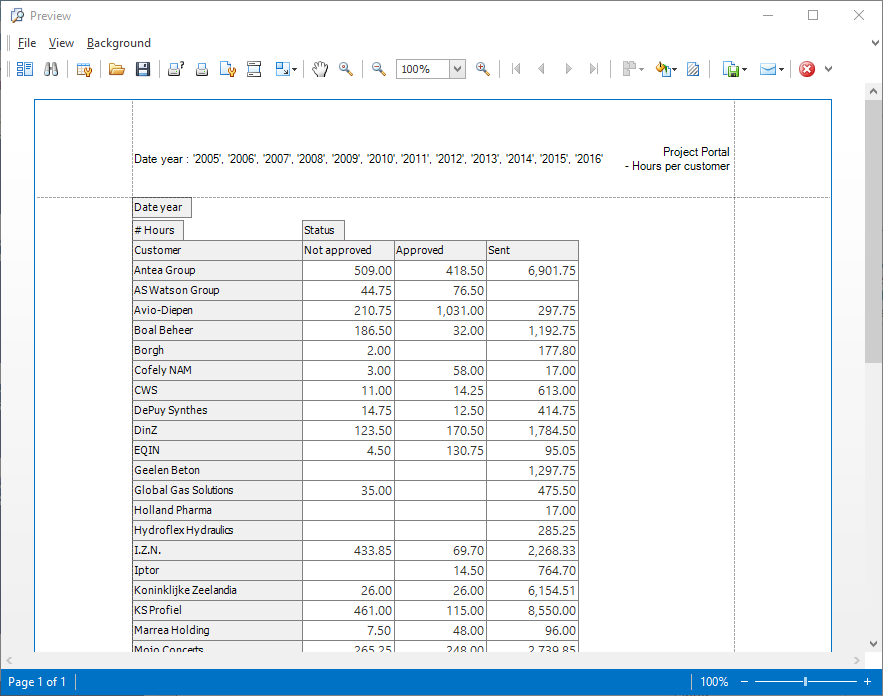 Preview
File View Background
100%
Date year : '2005', '2006', '2007', '2008', '2009', '2010', '2011', '2012', '2013', '2014', '2015', '2016'
Project Portal
- Hours per customer
Date year
# Hours Status
Customer Not approved Approved Sent
Antea Group 509.00 418.50 6,901.75
AS Watson Group 44.75 76.50
Avio-Diepen 210.75 1,031.00 297.75
Boal Beheer 186.50 32.00 1,192.75
Borgh 2.00 177.80
Cofely NAM 3.00 58.00 17.00
CWS 11.00 14.25 613.00
DePuy Synthes 14.75 12.50 414.75
DinZ 123.50 170.50 1,784.50
EQIN 4.50 130.75 95.05
Geelen Beton 1,297.75
Global Gas Solutions 35.00 475.50
Holland Pharma 17.00
Hydroflex Hydraulics 285.25
I.Z.N. 433.85 69.70 2,268.33
Iptor 14.50 764.70
Koninklijke Zeelandia 26.00 26.00 6,154.51
KS Profiel 461.00 115.00 8,550.00
Marrea Holding 7.50 48.00 96.00
Mojo Concerts 265.25 248.00 2,739.85
Page 1 of 1 100%